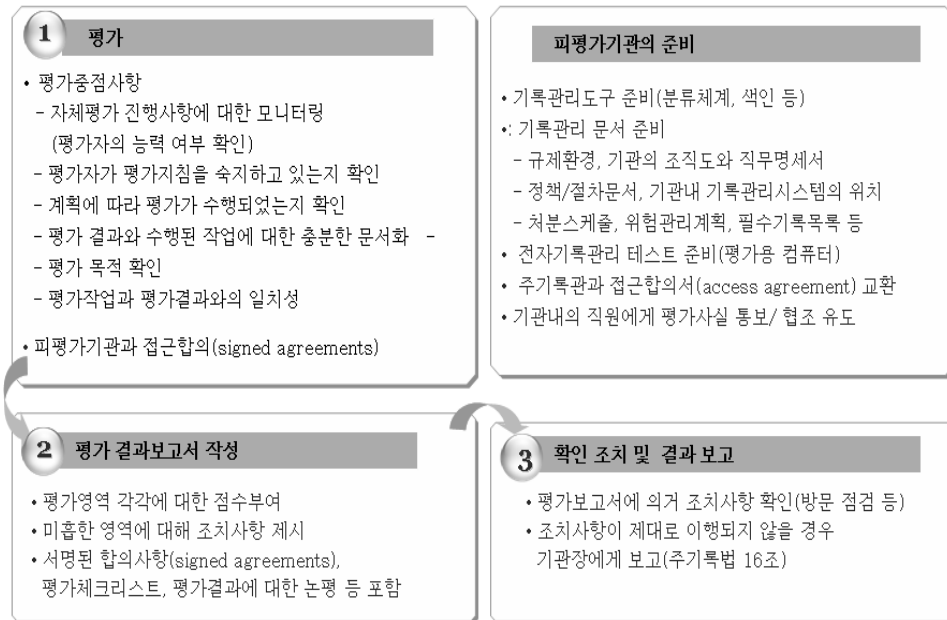 1 평가
• 평가중점사항
- 자체평가 진행사항에 대한 모니터링
(평가자의 능력 여부 확인)
- 평가자가 평가지침을 숙지하고 있는지 확인
- 계획에 따라 평가가 수행되었는지 확인
- 평가 결과와 수행된 작업에 대한 충분한 문서화 -
- 평가 목적 확인
- 평가작업과 평가결과와의 일치성
• 피평가기관과 접근합의(signed agreements)
피평가기관의 준비
• 기록관리도구 준비(분류체계, 색인 등)
•: 기록관리 문서 준비
- 규제환경, 기관의 조직도와 직무명세서
- 정책/절차문서, 기관내 기록관리시스템의 위치
- 처분스케줄, 위험관리계획, 필수기록목록 등
• 전자기록관리 테스트 준비(평가용 컴퓨터)
• 주기록관과 접근합의서(access agreement) 교환
• 기관내의 직원에게 평가사실 통보/ 협조 유도
2 평가 결과보고서 작성
• 평가영역 각각에 대한 점수부여
• 미흡한 영역에 대해 조치사항 제시
• 서명된 합의사항(signed agreements),
평가체크리스트, 평가결과에 대한 논평 등 포함
3 확인 조치 및 결과 보고
• 평가보고서에 의거 조치사항 확인(방문 점검 등)
• 조치사항이 제대로 이행되지 않을 경우
기관장에게 보고(주기록법 16조)